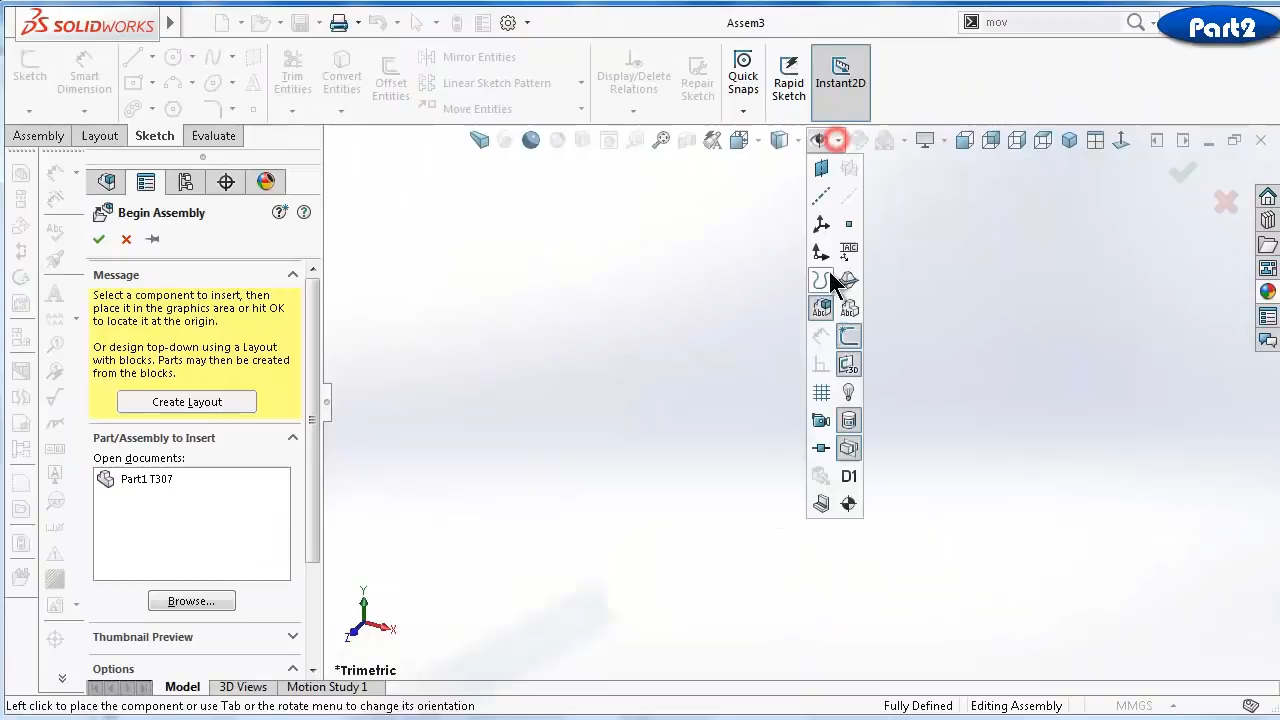 SOLIDWORKS
Assem3
mov
Part2
Sketch
Smart Dimension
Trim Entities
Convert Entities
Offset Entities
Mirror Entities
Linear Sketch Pattern
Move Entities
Display/Delete Relations
Repair Sketch
Quick Snaps
Rapid Sketch
Instant2D
Assembly
Layout
Sketch
Evaluate
Begin Assembly
Message
Select a component to insert, then
place it in the graphics area or hit OK
to locate it at the origin.
Or design top-down using a Layout
with blocks. Parts may then be created
from the blocks.
Create Layout
Part/Assembly to Insert
Open documents:
Part1 T307
Browse...
Thumbnail Preview
Options
D1
Y
X
Z
*Trimetric
Model
3D Views
Motion Study 1
Left click to place the component or use Tab or the rotate menu to change its orientation
Fully Defined
Editing Assembly
MMGS